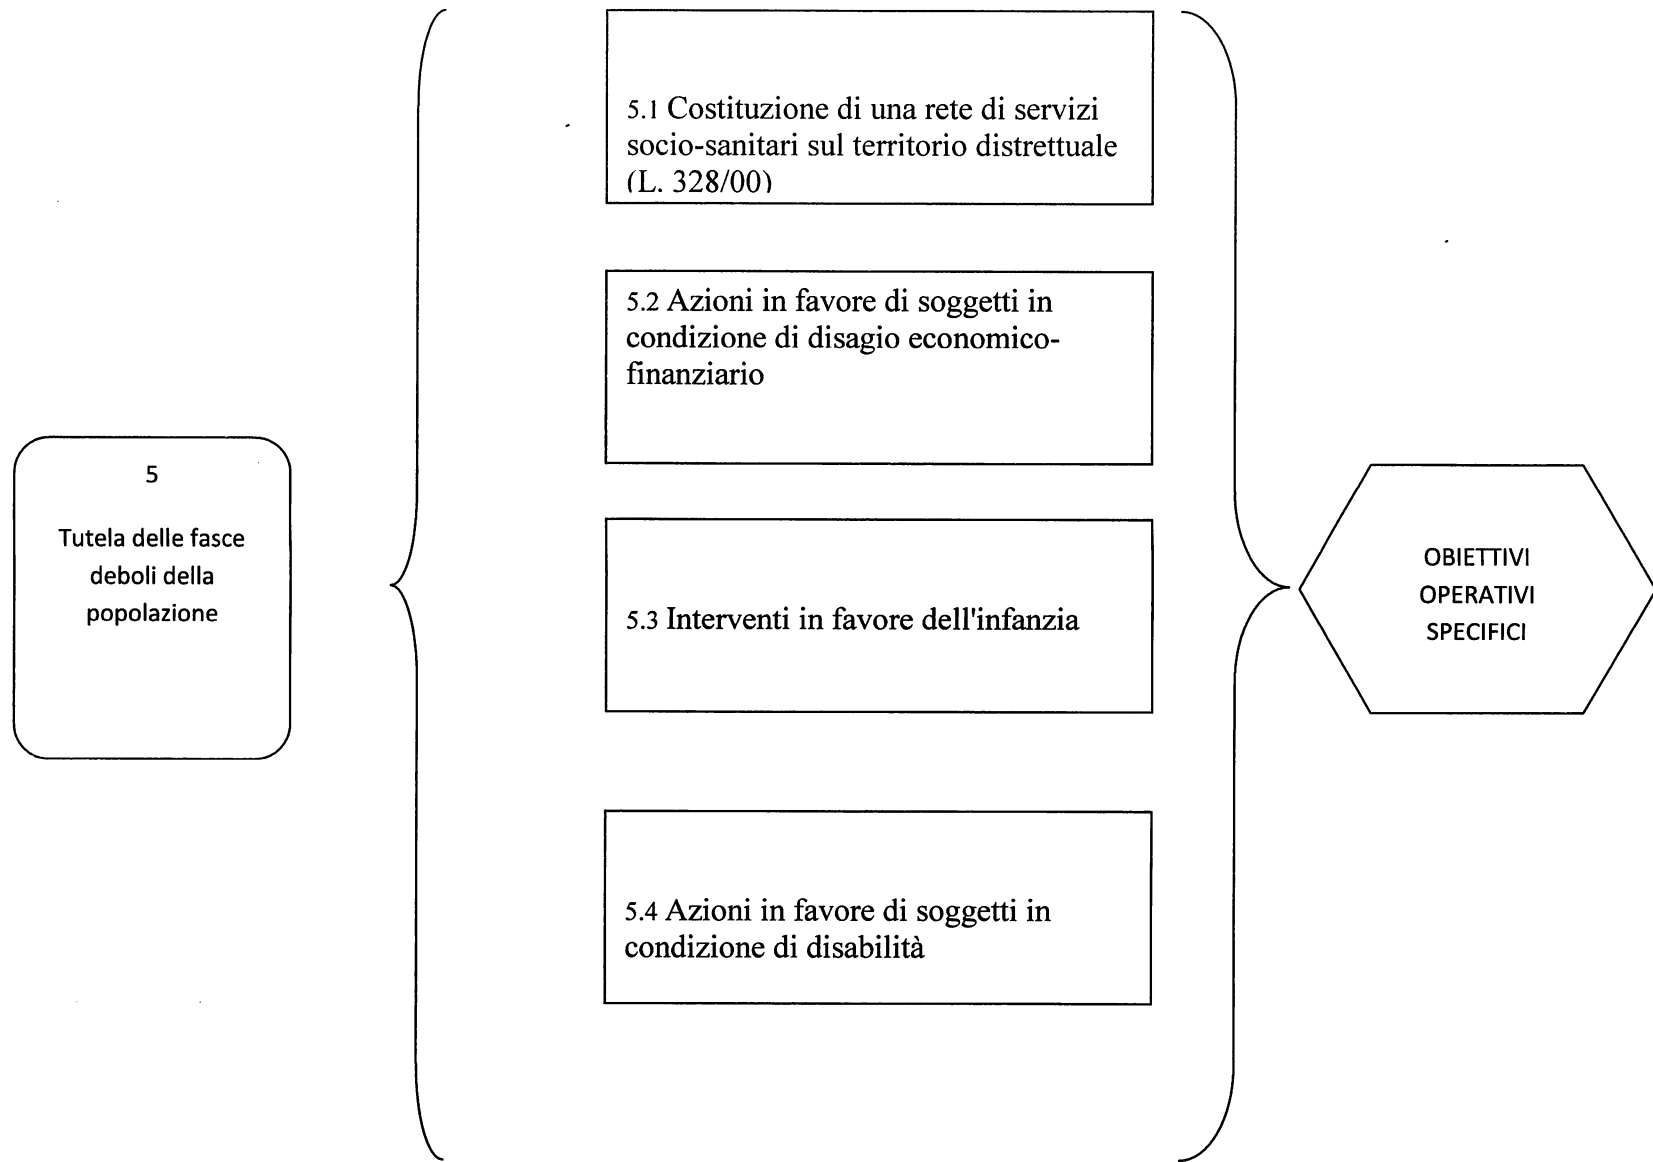 5
Tutela delle fasce
deboli della
popolazione
5.1 Costituzione di una rete di servizi
socio-sanitari sul territorio distrettuale
(L. 328/00)
5.2 Azioni in favore di soggetti in
condizione di disagio economico-
finanziario
5.3 Interventi in favore dell'infanzia
5.4 Azioni in favore di soggetti in
condizione di disabilità
OBIETTIVI
OPERATIVI
SPECIFICI